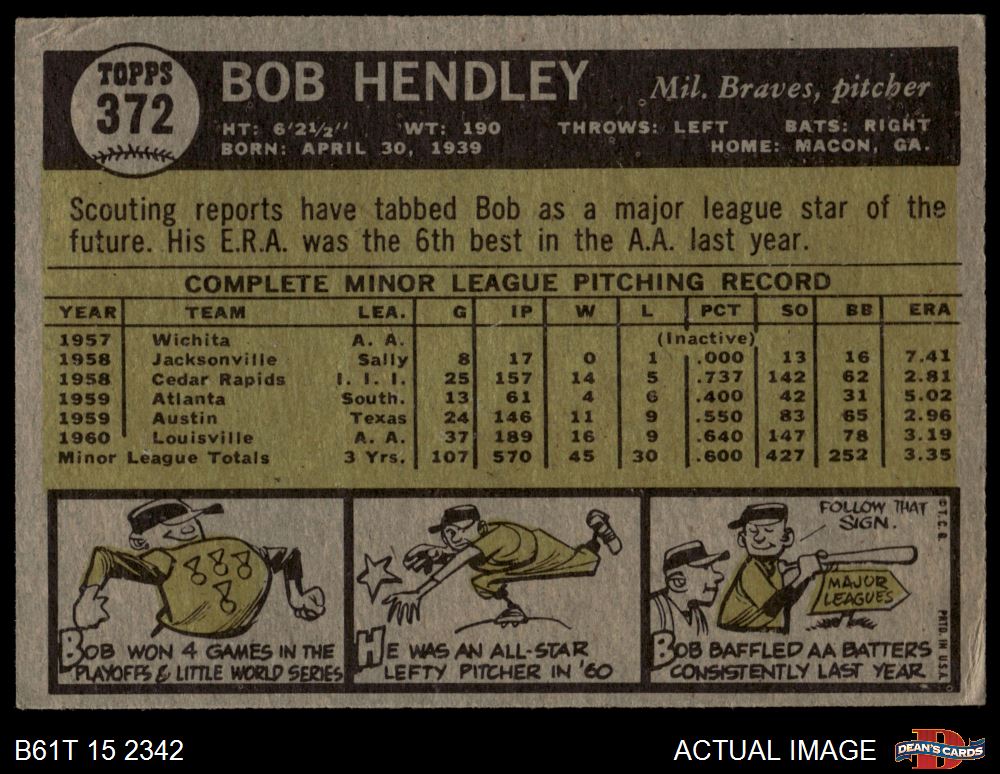 TOPPS
372
BOB HENDLEY
Mil. Braves, pitcher
HT: 6'2½" WT: 190 THROWS: LEFT BATS: RIGHT
BORN: APRIL 30, 1939 HOME: MACON, GA.
Scouting reports have tabbed Bob as a major league star of the
future. His E.R.A. was the 6th best in the A.A. last year.
COMPLETE MINOR LEAGUE PITCHING RECORD
YEAR TEAM LEA. G IP W L PCT SO BB ERA
1957 Wichita A. A. (Inactive)
1958 Jacksonville Sally 8 17 0 1 .000 13 16 7.41
1958 Cedar Rapids I. I. I. 25 157 14 5 .737 142 62 2.81
1959 Atlanta South. 13 61 4 6 .400 42 31 5.02
1959 Austin Texas 24 146 11 9 .550 83 65 2.96
1960 Louisville A. A. 37 189 16 9 .640 147 78 3.19
Minor League Totals 3 Yrs. 107 570 45 30 .600 427 252 3.35
BOB WON 4 GAMES IN THE
PLAYOFFS & LITTLE WORLD SERIES
HE WAS AN ALL-STAR
LEFTY PITCHER IN '60
FOLLOW THAT
SIGN.
MAJOR
LEAGUES
BOB BAFFLED AA BATTERS
CONSISTENTLY LAST YEAR
© T. C. G.
PRTD. IN U.S.A.
B61T 15 2342
ACTUAL IMAGE
D
DEAN'S CARDS